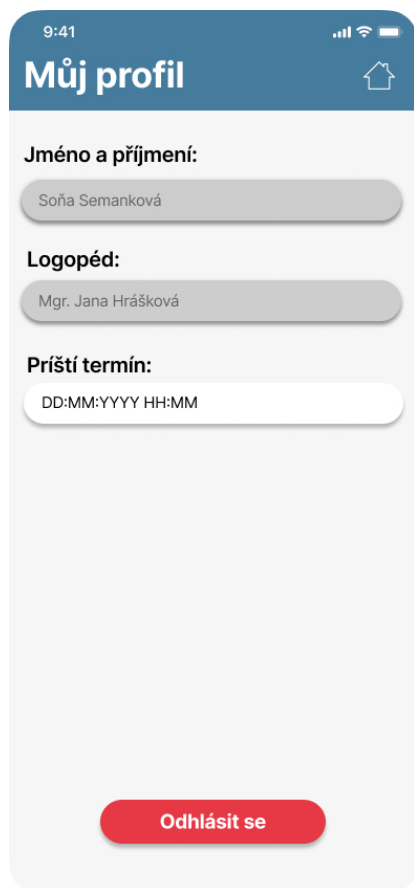 9:41
Můj profil
Jméno a příjmení:
Soňa Semanková
Logopéd:
Mgr. Jana Hrášková
Príští termín:
DD:MM:YYYY HH:MM
Odhlásit se